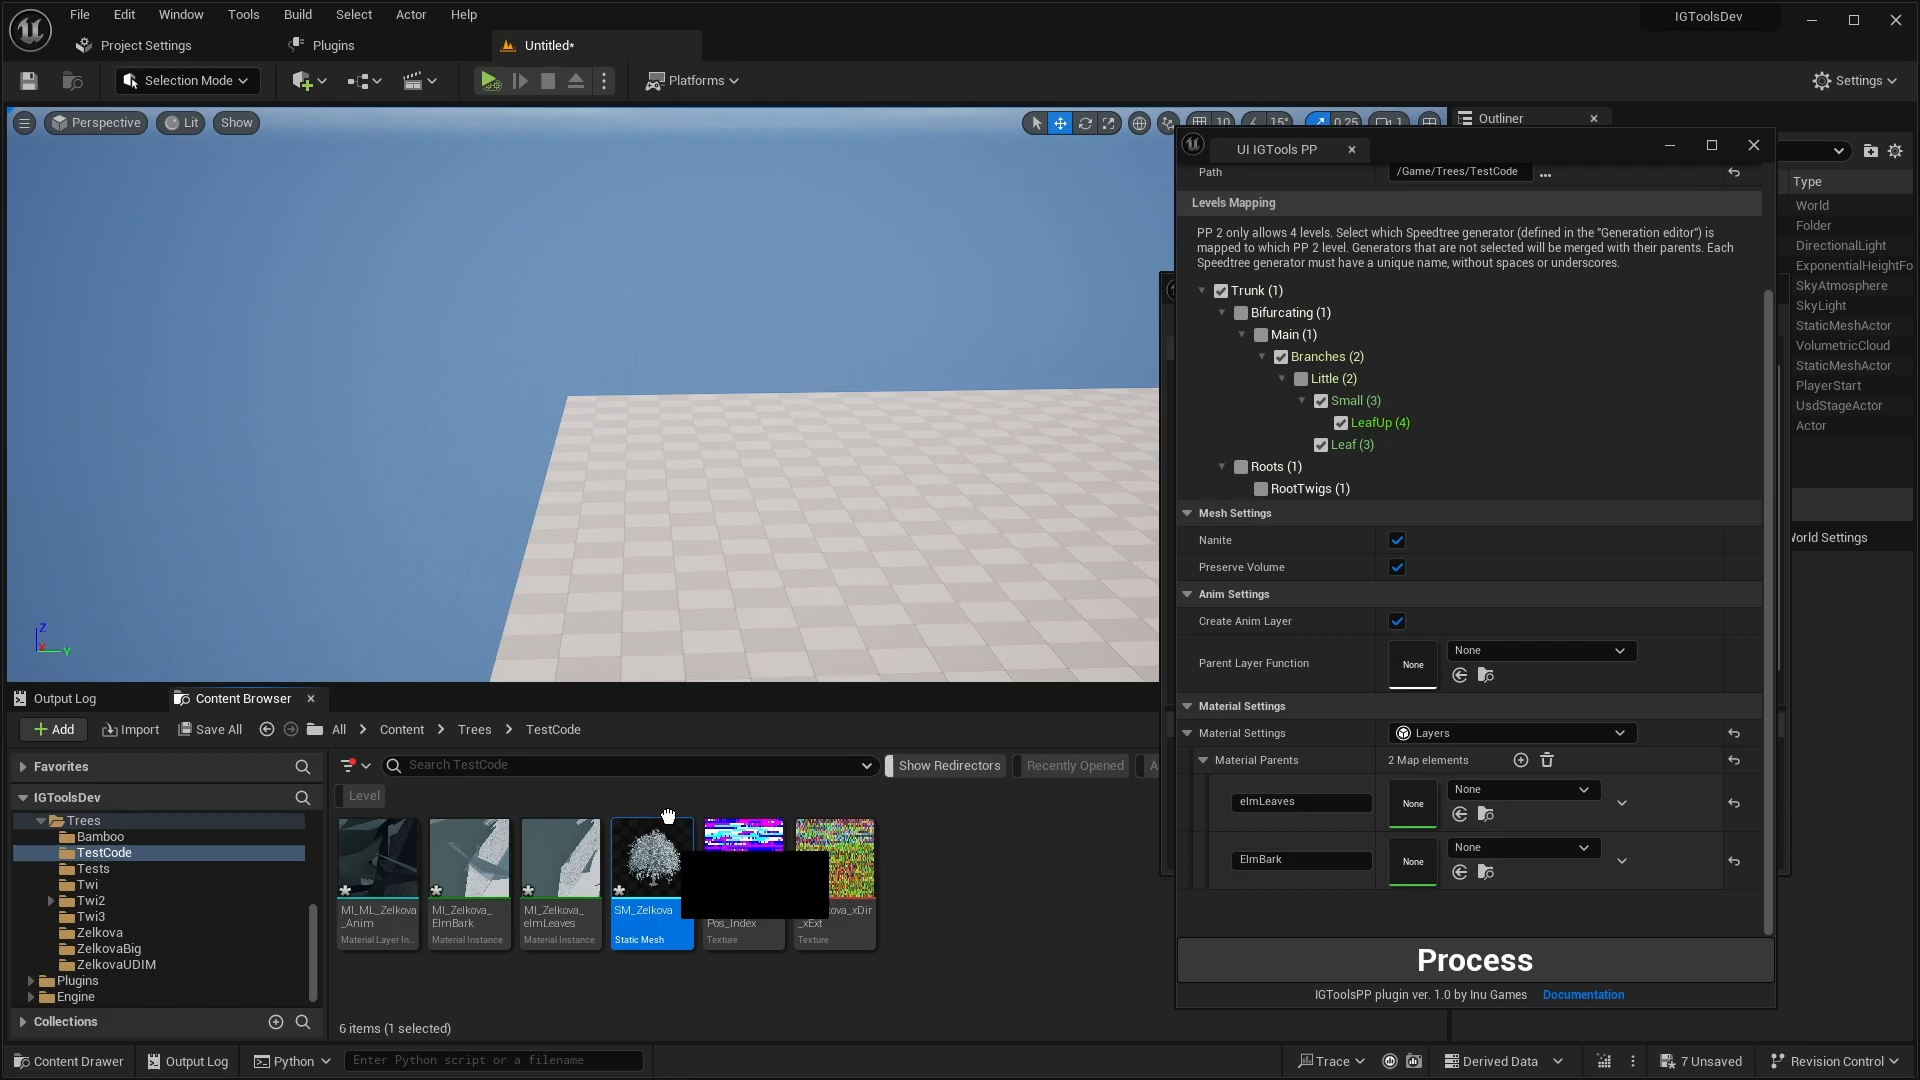 File Edit Window Tools Build Select Actor Help
IGToolsDev
Project Settings
Plugins
Untitled*
Selection Mode
Platforms
Settings
Perspective
Lit
Show
10
15°
0.25
1
Outliner
UI IGTools PP
Type
World
Folder
DirectionalLight
ExponentialHeightFo
SkyAtmosphere
SkyLight
StaticMeshActor
VolumetricCloud
StaticMeshActor
PlayerStart
UsdStageActor
Actor
World Settings
Path
/Game/Trees/TestCode
...
Levels Mapping
PP 2 only allows 4 levels. Select which Speedtree generator (defined in the "Generation editor") is
mapped to which PP 2 level. Generators that are not selected will be merged with their parents. Each
Speedtree generator must have a unique name, without spaces or underscores.
Trunk (1)
Bifurcating (1)
Main (1)
Branches (2)
Little (2)
Small (3)
LeafUp (4)
Leaf (3)
Roots (1)
RootTwigs (1)
Mesh Settings
Nanite
Preserve Volume
Anim Settings
Create Anim Layer
Parent Layer Function
None
None
Material Settings
Material Settings
Layers
Material Parents
2 Map elements
elmLeaves
None
None
ElmBark
None
None
Process
IGToolsPP plugin ver. 1.0 by Inu Games Documentation
Output Log
Content Browser
Add
Import
Save All
All
Content
Trees
TestCode
Favorites
IGToolsDev
Trees
Bamboo
TestCode
Tests
Twi
Twi2
Twi3
Zelkova
ZelkovaBig
ZelkovaUDIM
Plugins
Engine
Collections
Search TestCode
Show Redirectors
Recently Opened
A
Level
MI_ML_Zelkova
_Anim
Material Layer In...
MI_Zelkova_
ElmBark
Material Instance
MI_Zelkova_
elmLeaves
Material Instance
SM_Zelkova
Static Mesh
Pos_Index
Texture
ova_xDir
_xExt
Texture
6 items (1 selected)
Content Drawer
Output Log
Python
Enter Python script or a filename
Trace
Derived Data
7 Unsaved
Revision Control
Z
X
Y